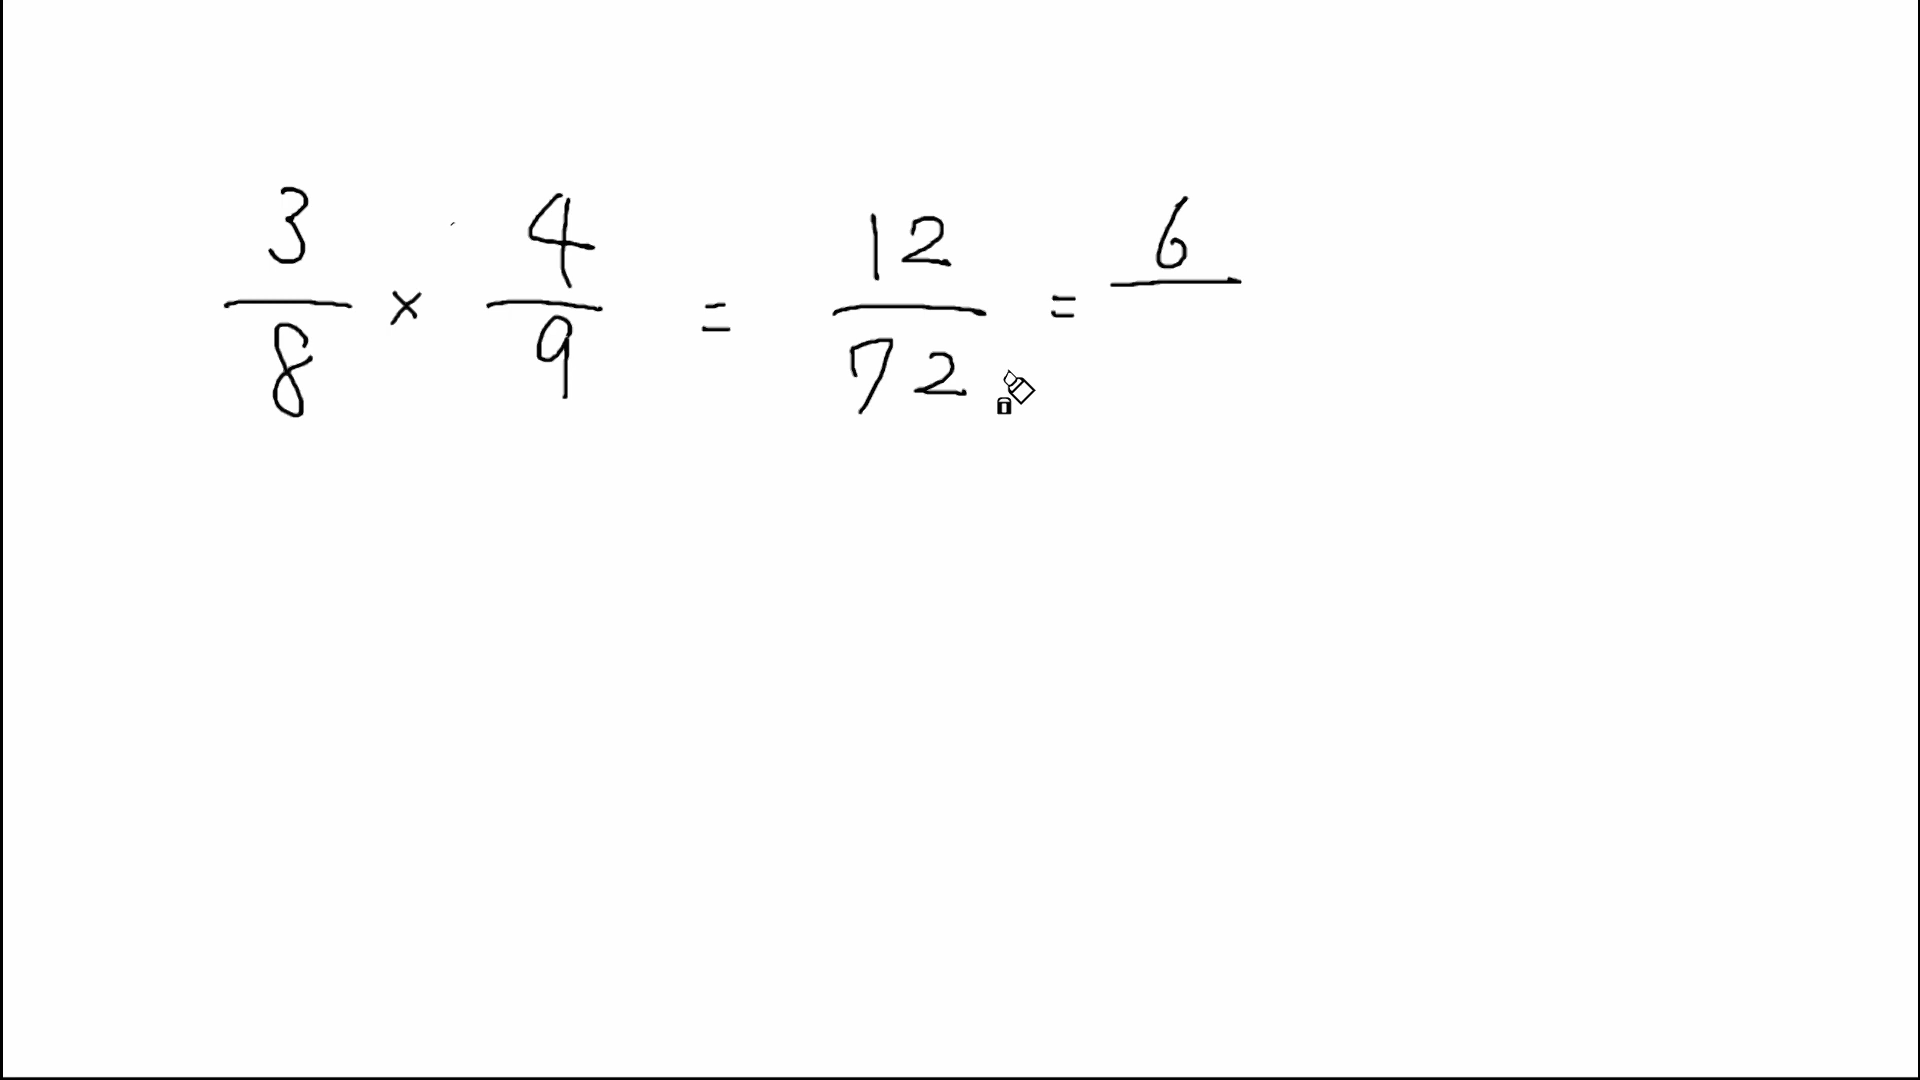 3/8 × 4/9 = 12/72 = 6/